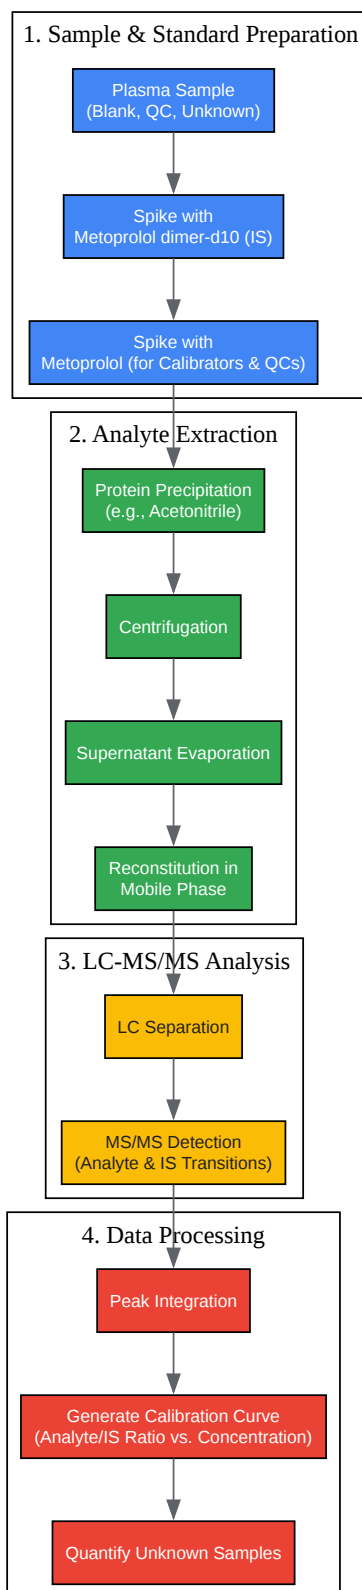 1. Sample & Standard Preparation
Plasma Sample
(Blank, QC, Unknown)
Spike with
Metoprolol dimer-d10 (IS)
Spike with
Metoprolol (for Calibrators & QCs)
2. Analyte Extraction
Protein Precipitation
(e.g., Acetonitrile)
Centrifugation
Supernatant Evaporation
Reconstitution in
Mobile Phase
3. LC-MS/MS Analysis
LC Separation
MS/MS Detection
(Analyte & IS Transitions)
4. Data Processing
Peak Integration
Generate Calibration Curve
(Analyte/IS Ratio vs. Concentration)
Quantify Unknown Samples